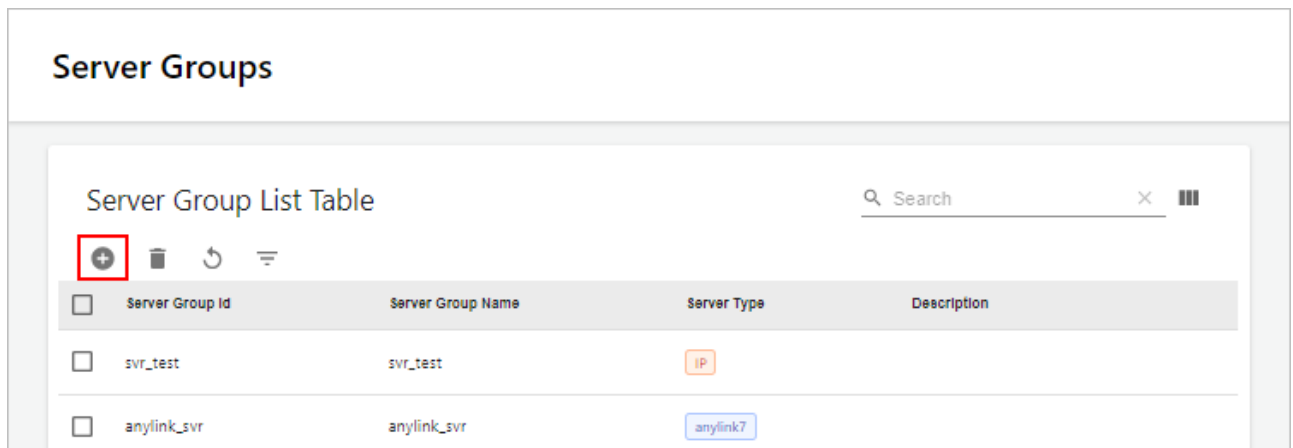 Server Groups
Server Group List Table
Search
Server Group Id Server Group Name Server Type Description
svr_test svr_test IP
anylink_svr anylink_svr anylink7